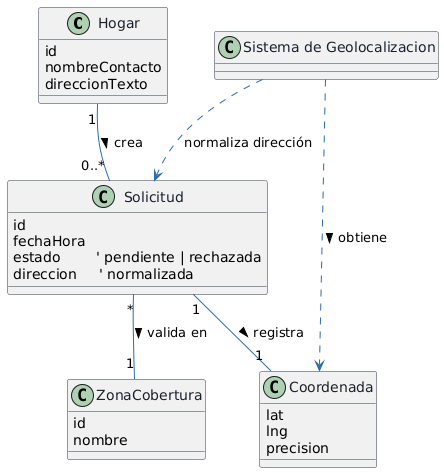 C Hogar
id
nombreContacto
direccionTexto
C Sistema de Geolocalizacion
1
crea
0..*
normaliza dirección
C Solicitud
id
fechaHora
estado ' pendiente | rechazada
direccion ' normalizada
obtiene
*
valida en
1
1
registra
1
C ZonaCobertura
id
nombre
C Coordenada
lat
lng
precision